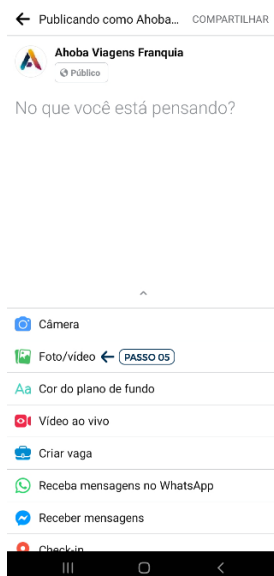 Publicando como Ahoba... COMPARTILHAR
Ahoba Viagens Franquia
Público
No que você está pensando?
Câmera
Foto/vídeo PASSO 05
Aa Cor do plano de fundo
Vídeo ao vivo
Criar vaga
Receba mensagens no WhatsApp
Receber mensagens
Check-in